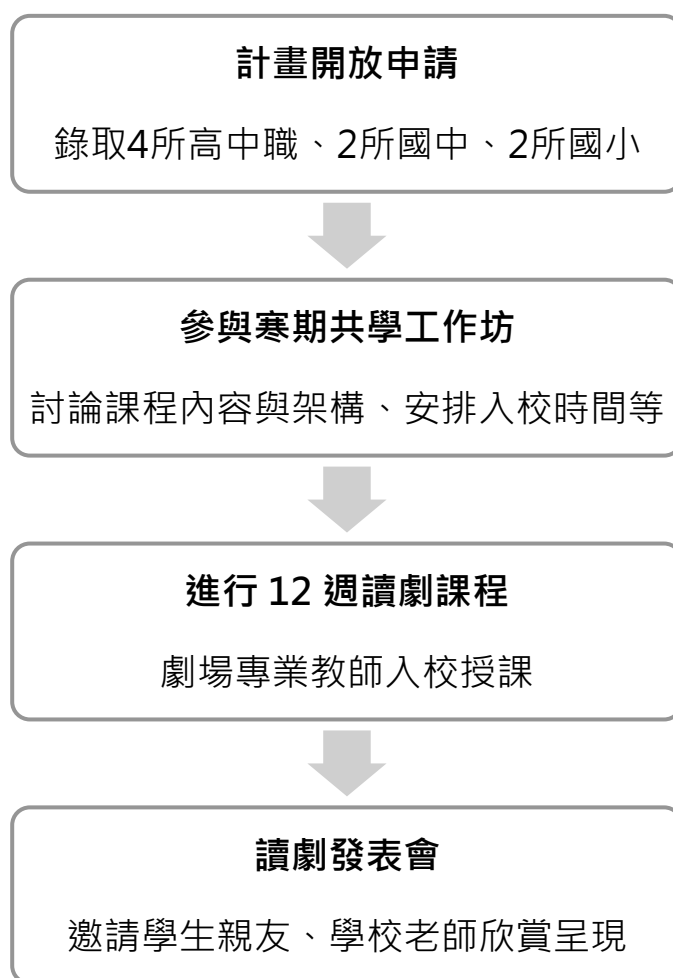 計畫開放申請
錄取4所高中職、2所國中、2所國小
參與寒期共學工作坊
討論課程內容與架構、安排入校時間等
進行 12 週讀劇課程
劇場專業教師入校授課
讀劇發表會
邀請學生親友、學校老師欣賞呈現